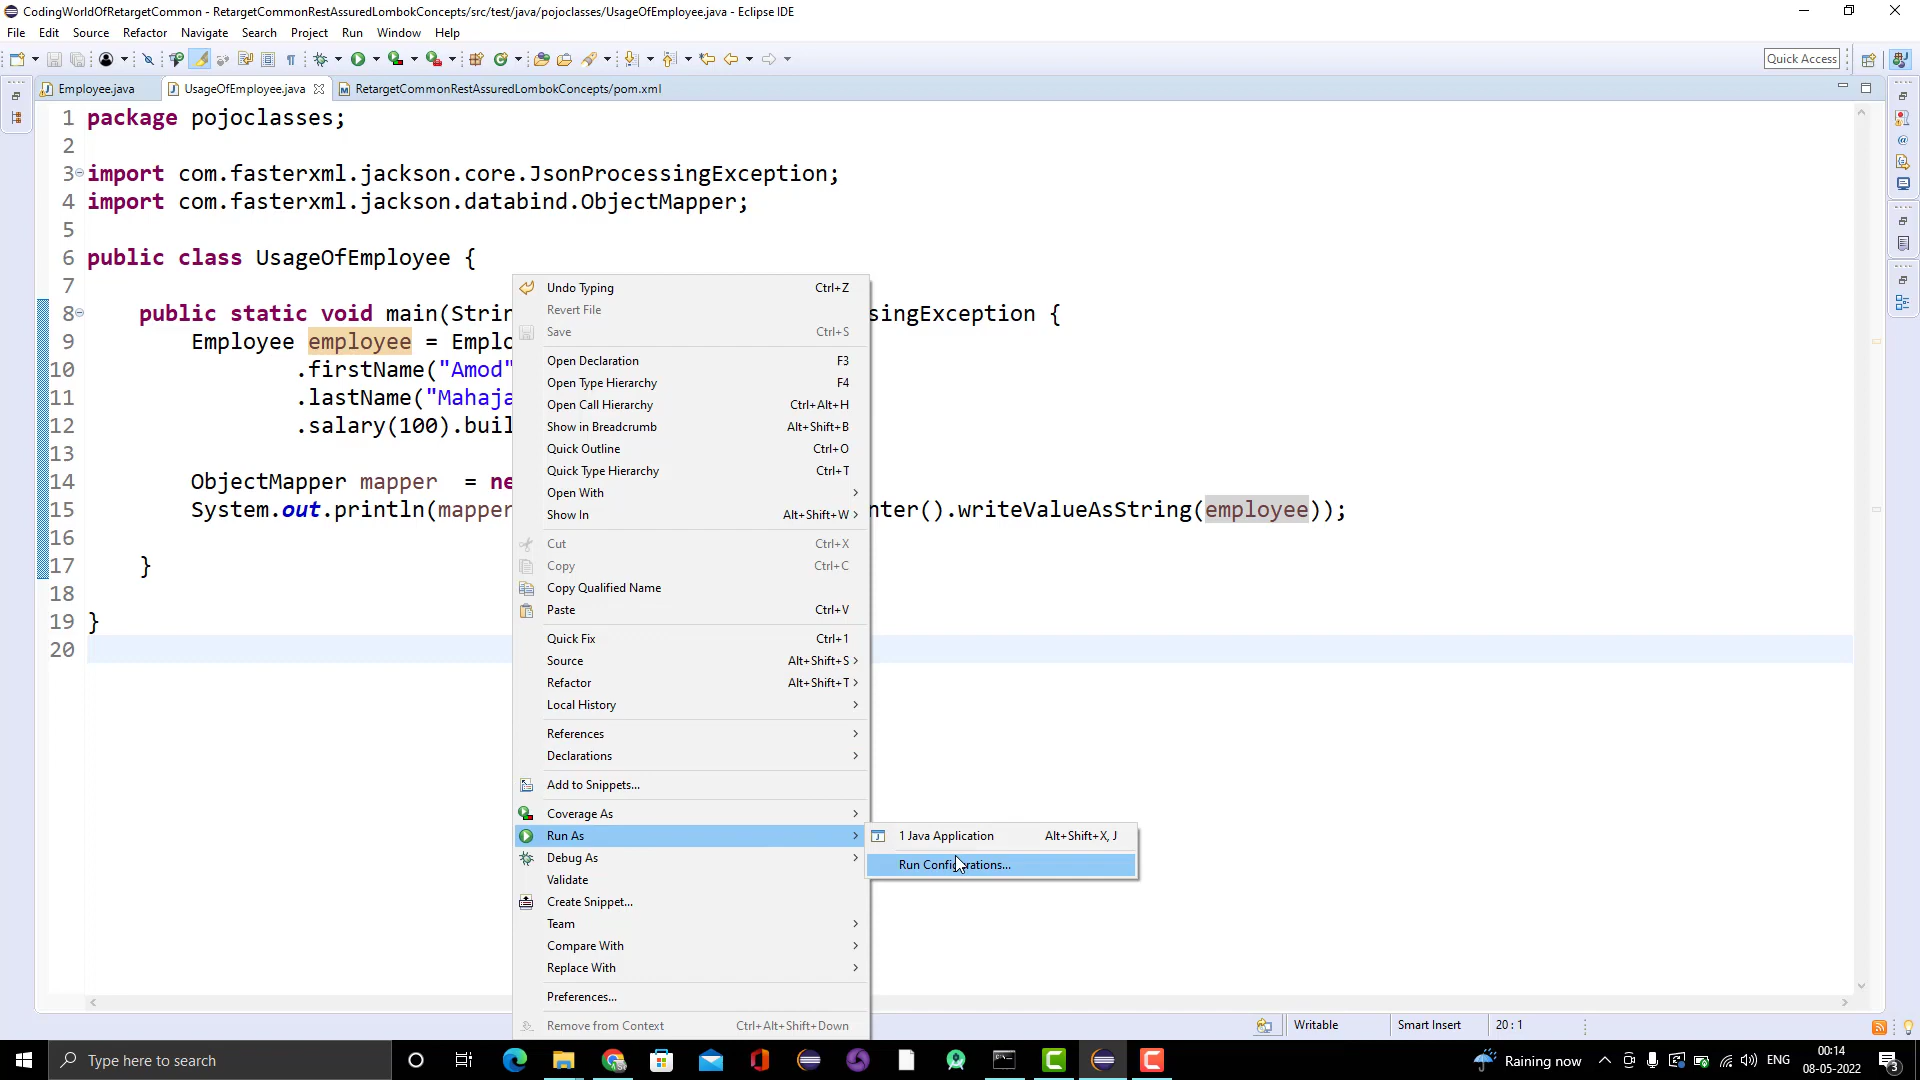 CodingWorldOfRetargetCommon - RetargetCommonRestAssuredLombokConcepts/src/test/java/pojoclasses/UsageOfEmployee.java - Eclipse IDE
File Edit Source Refactor Navigate Search Project Run Window Help
Quick Access
Employee.java UsageOfEmployee.java RetargetCommonRestAssuredLombokConcepts/pom.xml
1 package pojoclasses;
2
3 import com.fasterxml.jackson.core.JsonProcessingException;
4 import com.fasterxml.jackson.databind.ObjectMapper;
5
6 public class UsageOfEmployee {
7
8 public static void main(Strin singException {
9 Employee employee = Emplo
10 .firstName("Amod"
11 .lastName("Mahaja
12 .salary(100).buil
13
14 ObjectMapper mapper = ne
15 System.out.println(mapper nter().writeValueAsString(employee));
16
17 }
18
19 }
20
Undo Typing Ctrl+Z
Revert File
Save Ctrl+S
Open Declaration F3
Open Type Hierarchy F4
Open Call Hierarchy Ctrl+Alt+H
Show in Breadcrumb Alt+Shift+B
Quick Outline Ctrl+O
Quick Type Hierarchy Ctrl+T
Open With
Show In Alt+Shift+W
Cut Ctrl+X
Copy Ctrl+C
Copy Qualified Name
Paste Ctrl+V
Quick Fix Ctrl+1
Source Alt+Shift+S
Refactor Alt+Shift+T
Local History
References
Declarations
Add to Snippets...
Coverage As
Run As
Debug As
Validate
Create Snippet...
Team
Compare With
Replace With
Preferences...
Remove from Context Ctrl+Alt+Shift+Down
1 Java Application Alt+Shift+X, J
Run Configurations...
Writable Smart Insert 20 : 1
Type here to search
Raining now ENG 00:14
08-05-2022 3